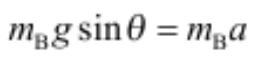 m_B g sin θ = m_B a